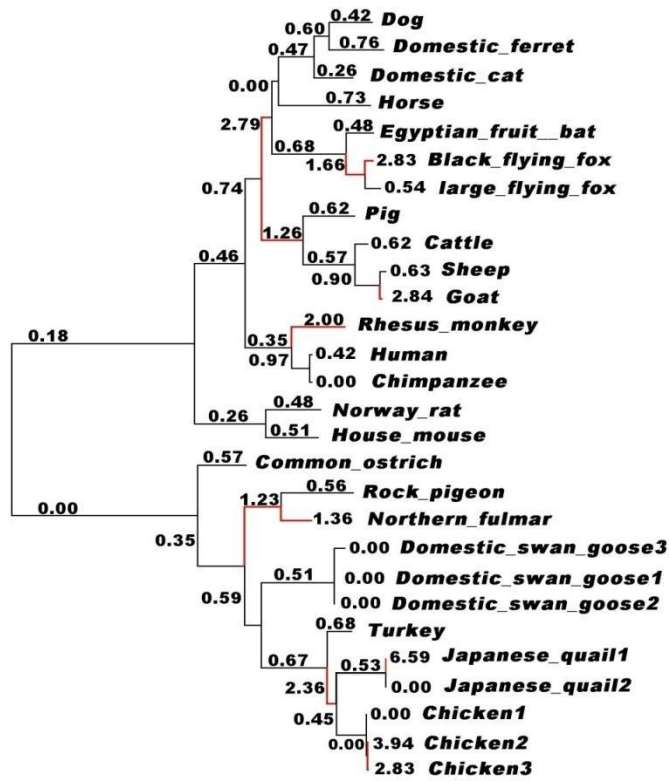 0.42 Dog
0.60
0.76 Domestic_ferret
0.47
0.26 Domestic_cat
0.00
0.73 Horse
2.79
0.48 Egyptian_fruit__bat
0.68
1.66 2.83 Black_flying_fox
0.54 large_flying_fox
0.74
0.62 Pig
1.26
0.62 Cattle
0.57
0.46
0.63 Sheep
0.90
2.84 Goat
2.00 Rhesus_monkey
0.18
0.35
0.42 Human
0.97
0.00 Chimpanzee
0.48 Norway_rat
0.26
0.51 House_mouse
0.57 Common_ostrich
0.56 Rock_pigeon
1.23
0.00
1.36 Northern_fulmar
0.35
0.00 Domestic_swan_goose3
0.51
0.00 Domestic_swan_goose1
0.59
0.00 Domestic_swan_goose2
0.68 Turkey
0.67
0.53 6.59 Japanese_quail1
2.36
0.00 Japanese_quail2
0.45
0.00 Chicken1
0.00 3.94 Chicken2
2.83 Chicken3